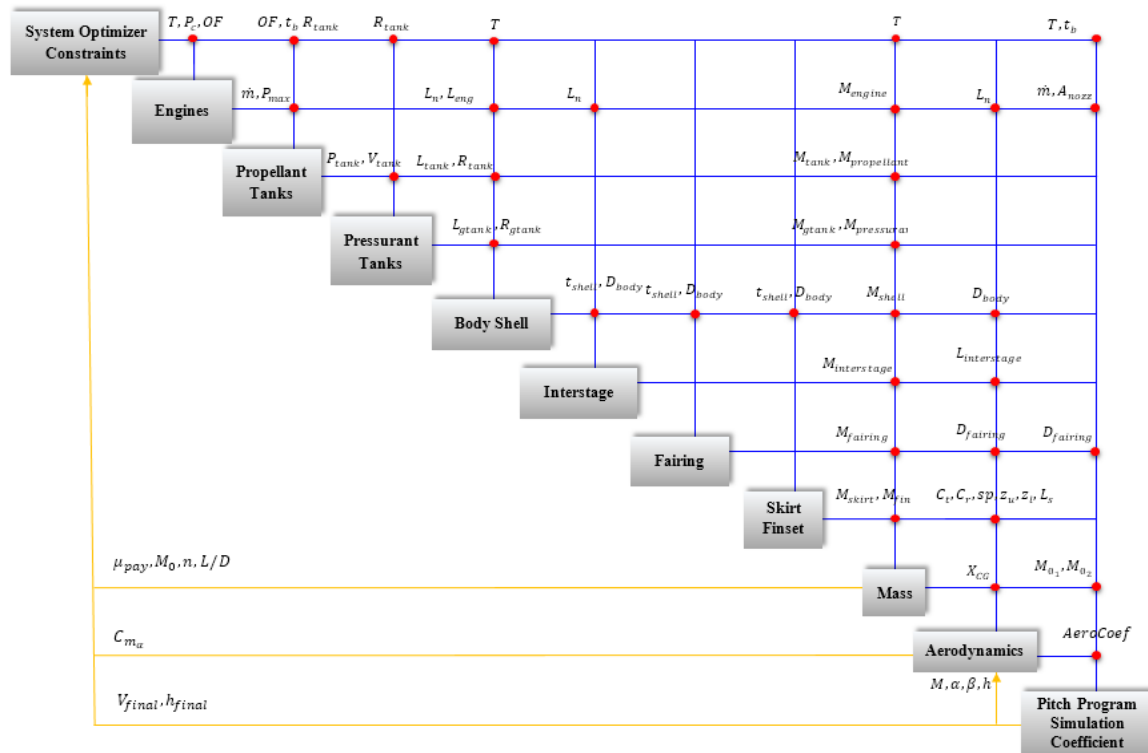 T, P_c, OF
OF, t_b R_tank
R_tank
T
T
T, t_b
System Optimizer
Constraints
ṁ, P_max
L_n, L_eng
L_n
M_engine
L_n
ṁ, A_nozz
Engines
P_tank, V_tank
L_tank, R_tank
M_tank, M_propellant
Propellant
Tanks
L_gtank, R_gtank
M_gtank, M_pressurar
Pressurant
Tanks
t_shell, D_body
t_shell, D_body
t_shell, D_body
M_shell
D_body
Body Shell
M_interstage
L_interstage
Interstage
M_fairing
D_fairing
D_fairing
Fairing
M_skirt, M_fin
C_t, C_r, sp, z_u, z_l, L_s
Skirt
Finset
μ_pay, M_0, n, L/D
X_CG
M_0_1, M_0_2
Mass
C_m_α
AeroCoef
Aerodynamics
M, α, β, h
V_final, h_final
Pitch Program
Simulation
Coefficient